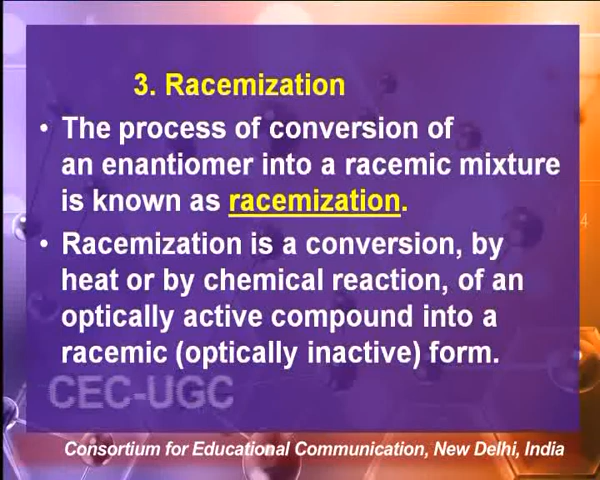 3. Racemization
• The process of conversion of
an enantiomer into a racemic mixture
is known as racemization.
• Racemization is a conversion, by
heat or by chemical reaction, of an
optically active compound into a
racemic (optically inactive) form.
CEC-UGC
Consortium for Educational Communication, New Delhi, India
4